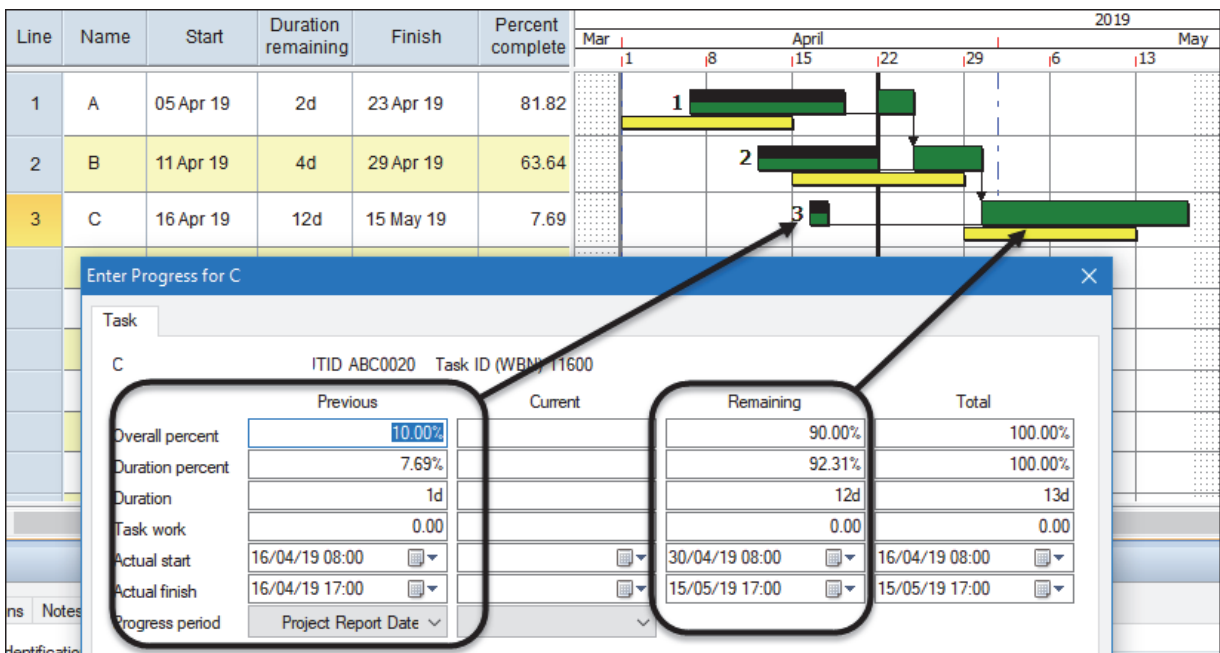 Line Name Start Duration remaining Finish Percent complete
2019
Mar April May
1 8 15 22 29 6 13
1 A 05 Apr 19 2d 23 Apr 19 81.82 1
2 B 11 Apr 19 4d 29 Apr 19 63.64 2
3 C 16 Apr 19 12d 15 May 19 7.69 3
Enter Progress for C
Task
C ITID ABC0020 Task ID (WBN) 11600
Previous Current Remaining Total
Overall percent 10.00% 90.00% 100.00%
Duration percent 7.69% 92.31% 100.00%
Duration 1d 12d 13d
Task work 0.00 0.00 0.00
Actual start 16/04/19 08:00 30/04/19 08:00 16/04/19 08:00
Actual finish 16/04/19 17:00 15/05/19 17:00 15/05/19 17:00
Progress period Project Report Date
ns Notes